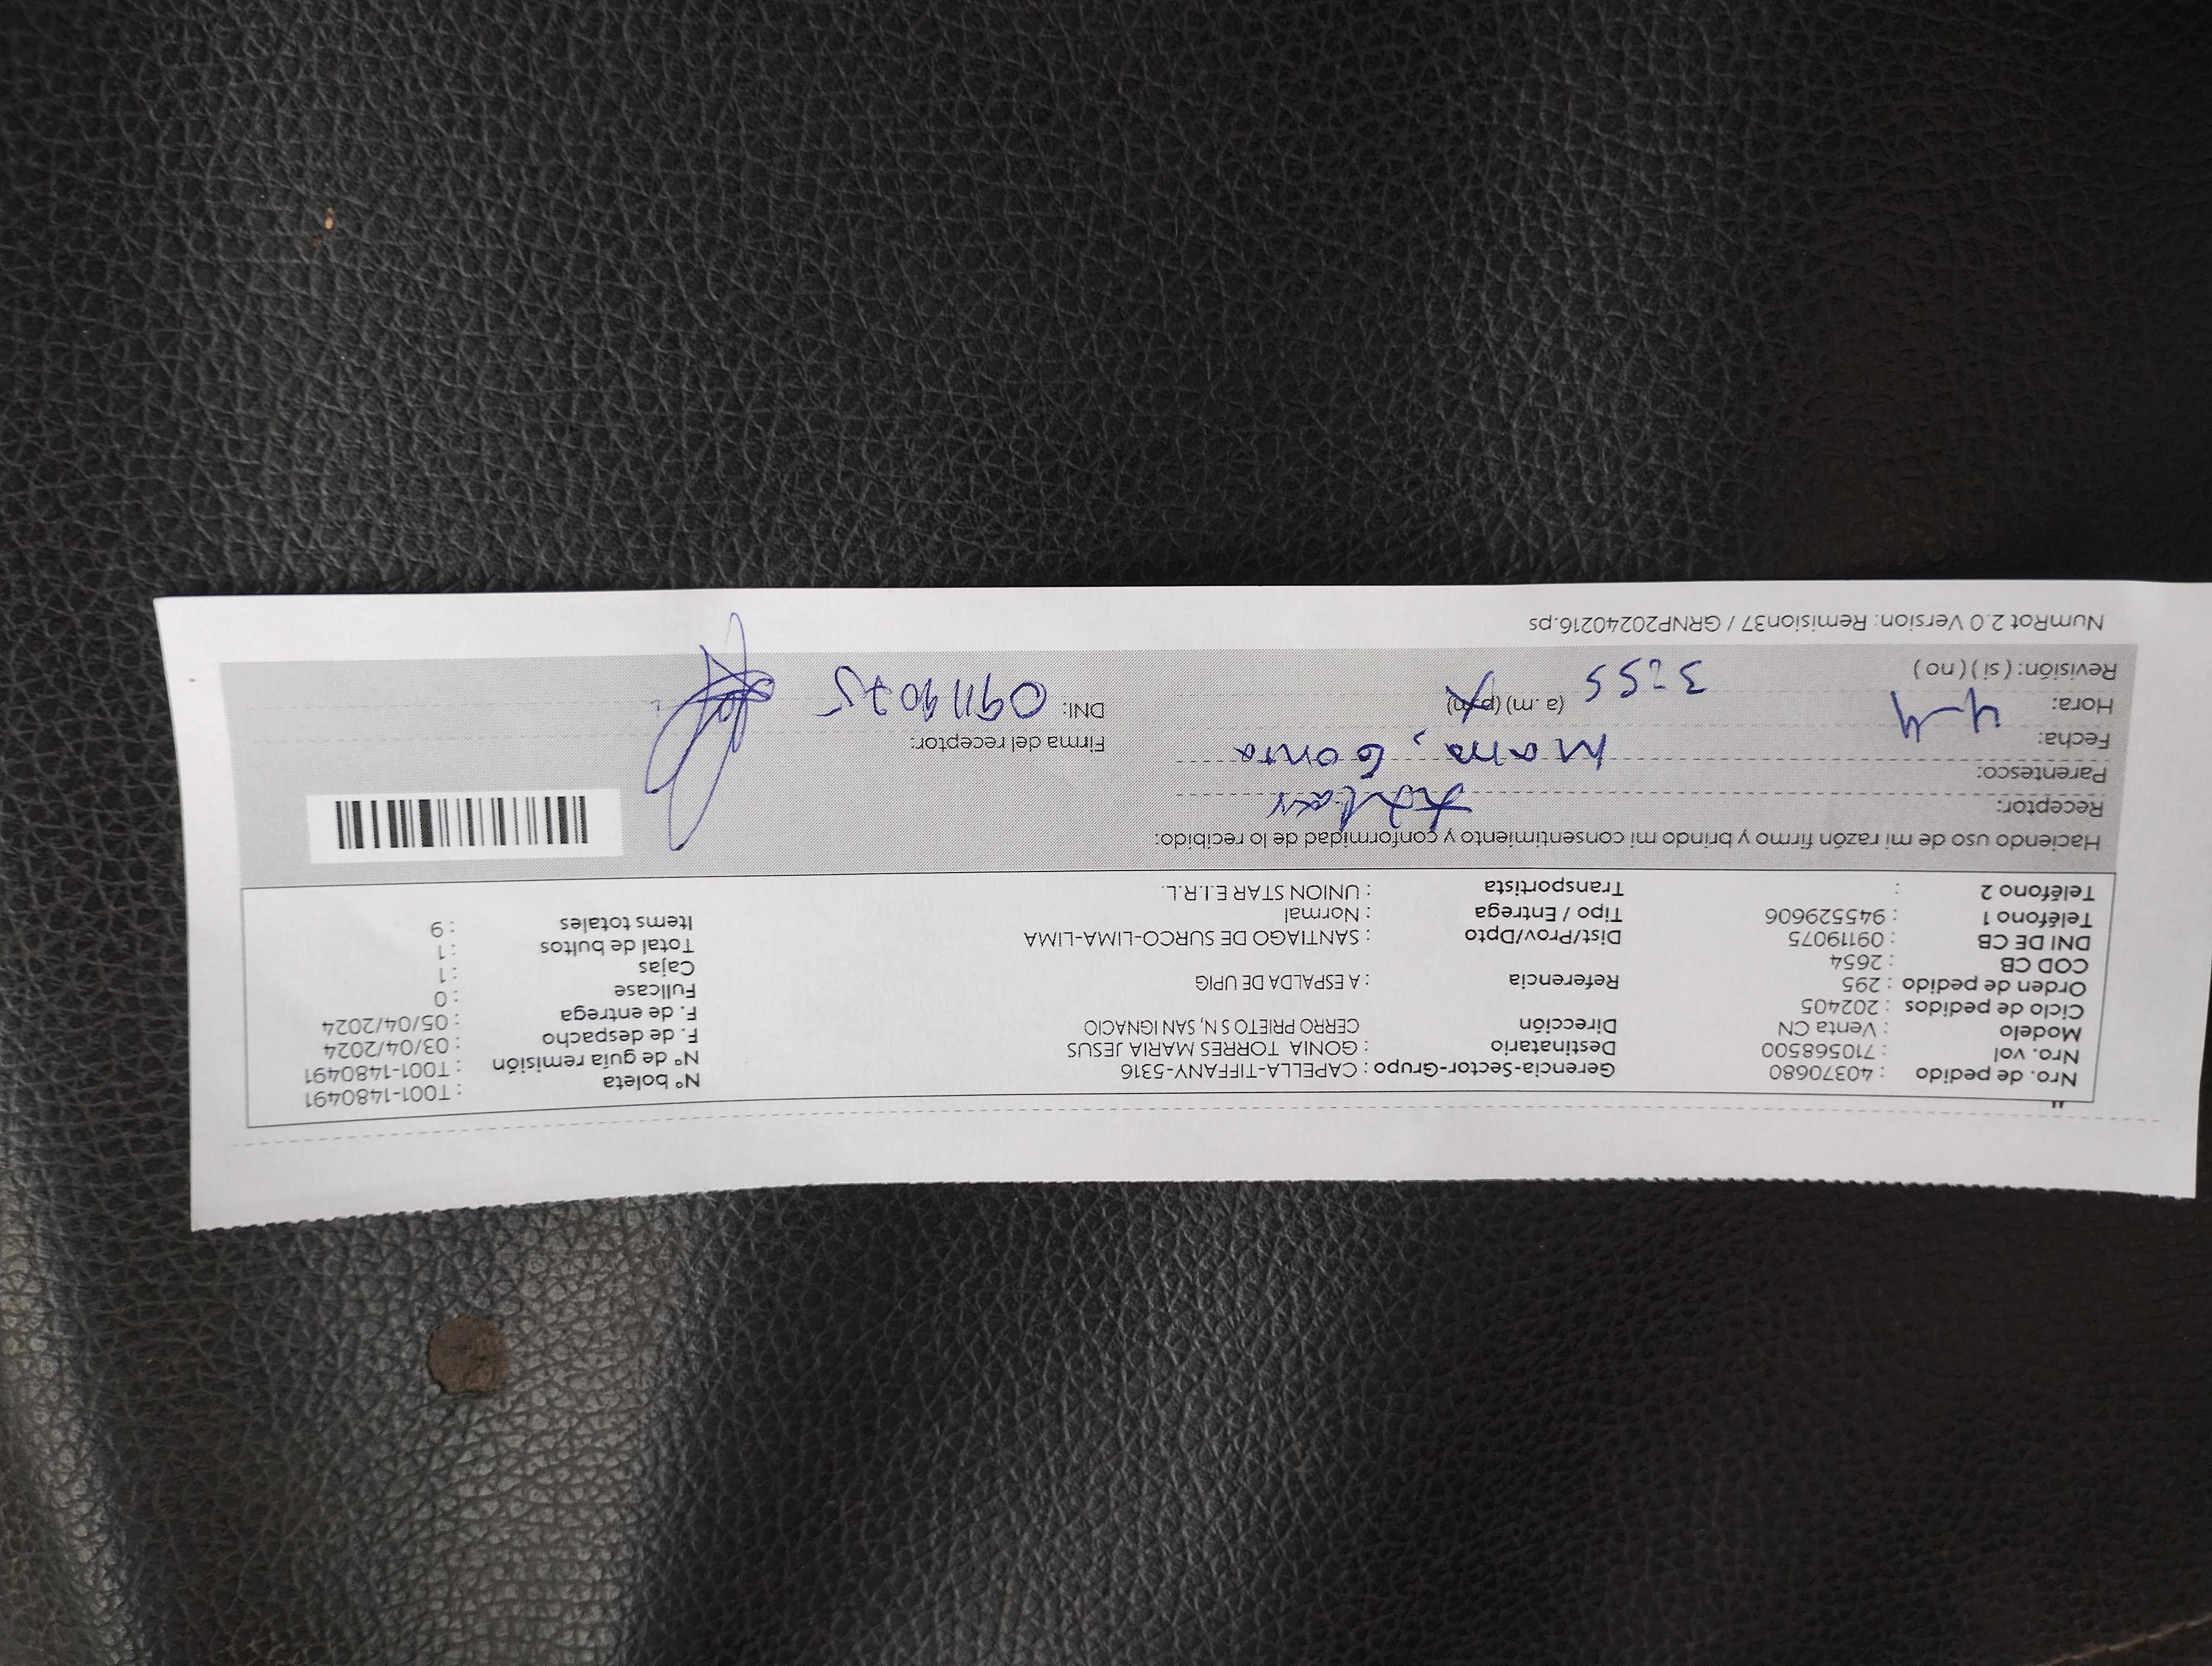 Nro. de pedido : 40370680 Gerencia-Sector-Grupo : CAPELLA-TIFFANY-5316 N° boleta : T001-1480491
Nro. vol : 710568500 Destinatario : GONIA TORRES MARIA JESUS N° de guía remisión : T001-1480491
Modelo : Venta CN Dirección CERRO PRIETO S N, SAN IGNACIO F. de despacho : 03/04/2024
Ciclo de pedidos : 202405 F. de entrega : 05/04/2024
Orden de pedido : 295 Referencia : A ESPALDA DE UPIG Fullcase : 0
COD CB : 2654 Cajas : 1
DNI DE CB : 09119075 Dist/Prov/Dpto : SANTIAGO DE SURCO-LIMA-LIMA Total de bultos : 1
Teléfono 1 : 945529606 Tipo / Entrega : Normal Items totales : 9
Teléfono 2 : Transportista : UNION STAR E.I.R.L.
Haciendo uso de mi razón firmo y brindo mi consentimiento y conformidad de lo recibido:
Receptor:
Parentesco:
Fecha: 4-4 Firma del receptor:
Hora: 3:55 (a. m) (p.m) DNI: 09119075
Revisión: ( si ) ( no )
NumRot 2.0 Version: Remision37 / GRNP20240216.ps